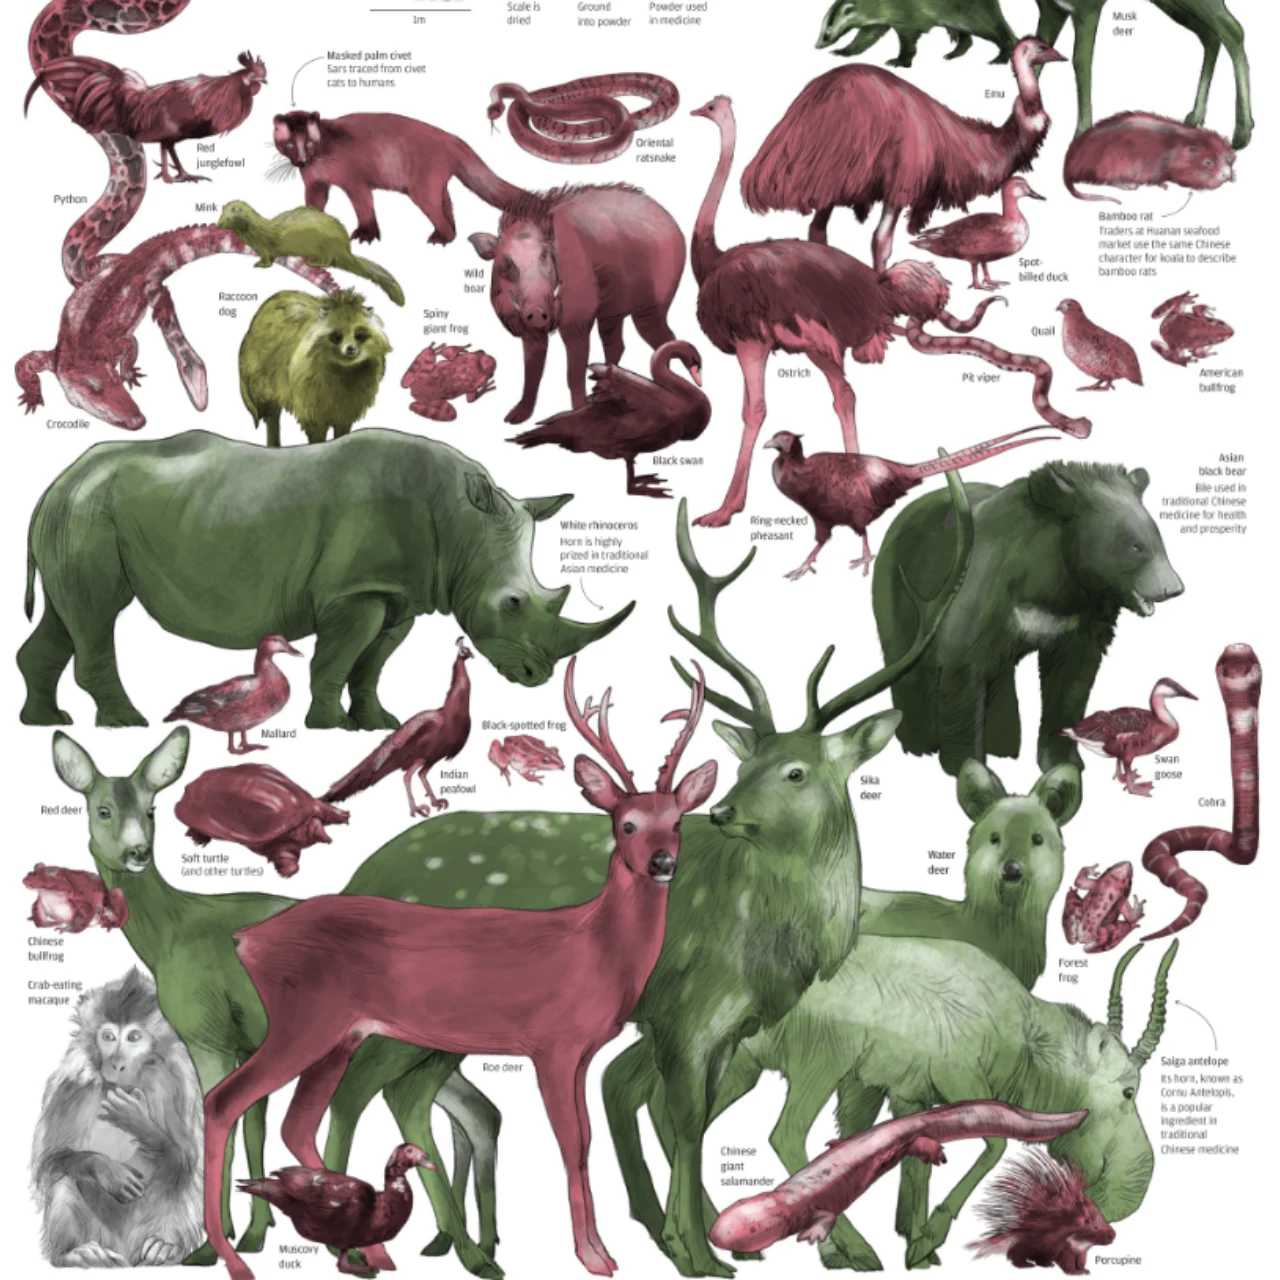 1m
Scale is
dried
Ground
into powder
Powder used
in medicine
Musk
deer
Masked palm civet
Sars traced from civet
cats to humans
Emu
Red
junglefowl
Oriental
ratsnake
Python
Mink
Bamboo rat
Traders at Huanan seafood
market use the same Chinese
character for koala to describe
bamboo rats
Wild
boar
Spot-
billed duck
Raccoon
dog
Spiny
giant frog
Quail
Ostrich
Pit viper
American
bullfrog
Crocodile
Black swan
Asian
black bear
Bile used in
traditional Chinese
medicine for health
and prosperity
Ring-necked
pheasant
White rhinoceros
Horn is highly
prized in traditional
Asian medicine
Mallard
Black-spotted frog
Indian
peafowl
Sika
deer
Swan
goose
Cobra
Red deer
Soft turtle
(and other turtles)
Water
deer
Chinese
bullfrog
Forest
frog
Crab-eating
macaque
Roe deer
Saiga antelope
Its horn, known as
Cornu Antelopis,
is a popular
ingredient in
traditional
Chinese medicine
Chinese
giant
salamander
Muscovy
duck
Porcupine